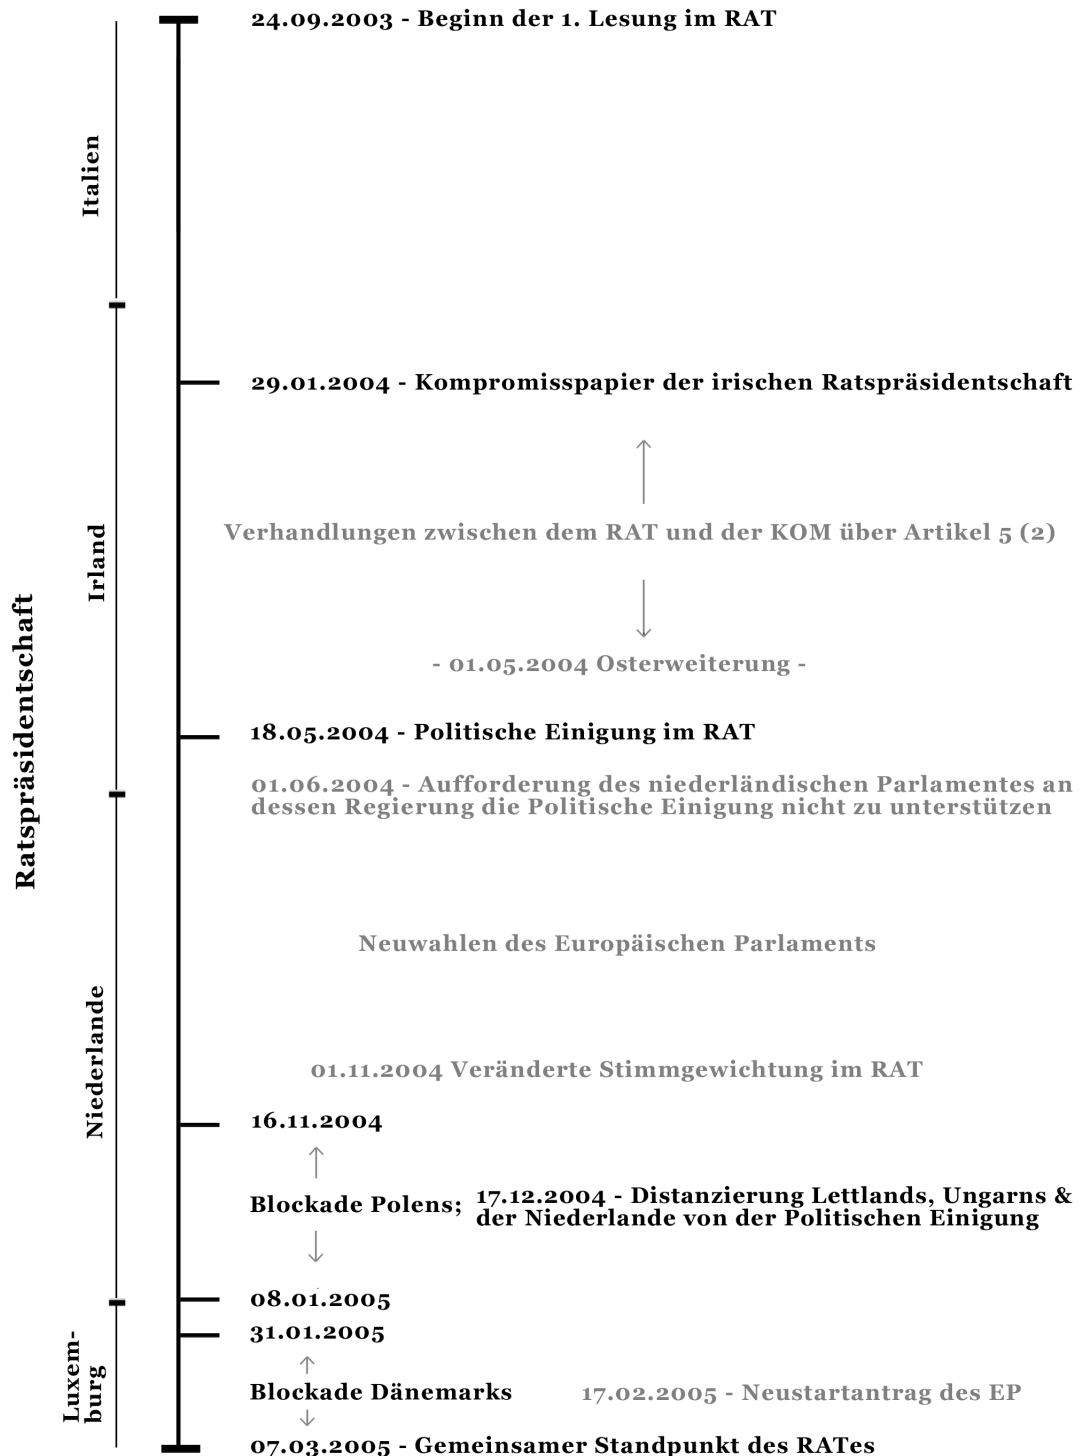 24.09.2003 - Beginn der 1. Lesung im RAT
Italien
29.01.2004 - Kompromisspapier der irischen Ratspräsidentschaft
Verhandlungen zwischen dem RAT und der KOM über Artikel 5 (2)
Irland
- 01.05.2004 Osterweiterung -
Ratspräsidentschaft
18.05.2004 - Politische Einigung im RAT
01.06.2004 - Aufforderung des niederländischen Parlamentes an
dessen Regierung die Politische Einigung nicht zu unterstützen
Neuwahlen des Europäischen Parlaments
Niederlande
01.11.2004 Veränderte Stimmgewichtung im RAT
16.11.2004
Blockade Polens;
17.12.2004 - Distanzierung Lettlands, Ungarns &
der Niederlande von der Politischen Einigung
08.01.2005
31.01.2005
Luxem-
burg
Blockade Dänemarks
17.02.2005 - Neustartantrag des EP
07.03.2005 - Gemeinsamer Standpunkt des RATes